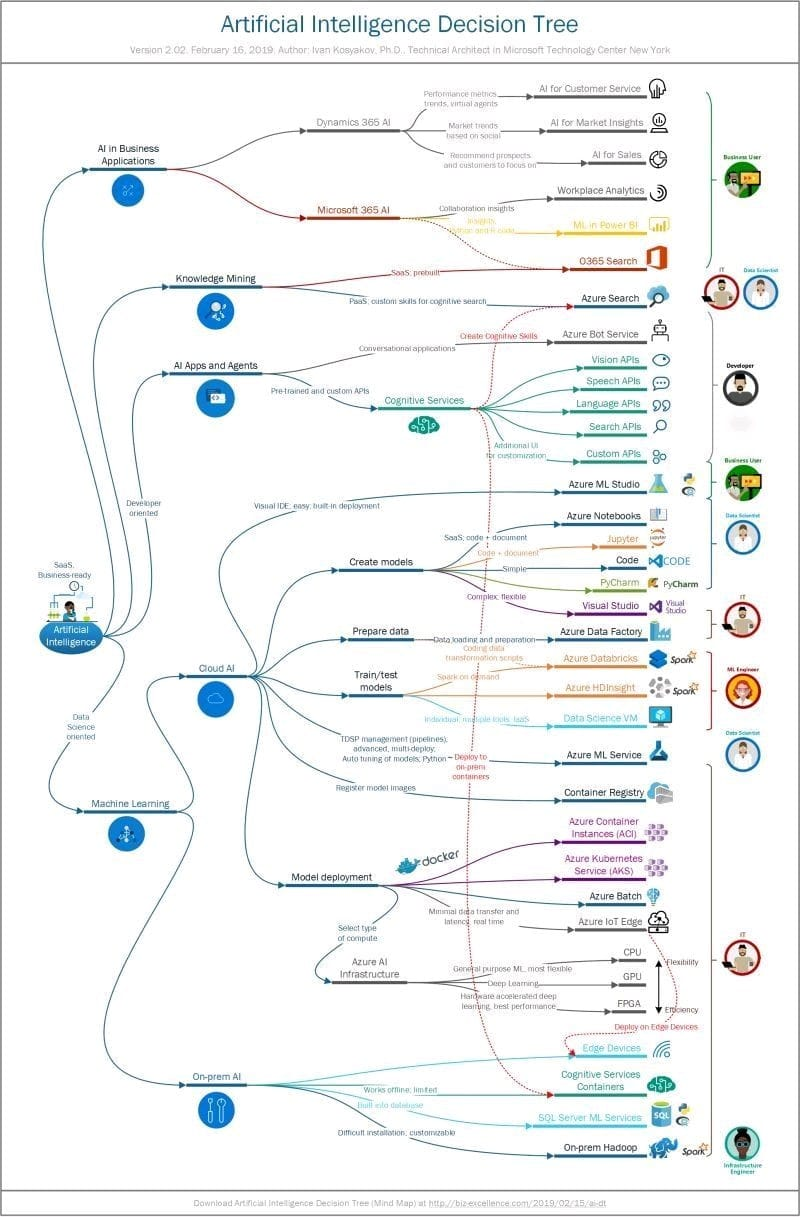 Artificial Intelligence Decision Tree
Version 2.02. February 16, 2019. Author: Ivan Kosyakov, Ph.D., Technical Architect in Microsoft Technology Center New York
AI in Business
Applications
Dynamics 365 AI
Performance metrics
trends, virtual agents
AI for Customer Service
Market trends
based on social
AI for Market Insights
Recommend prospects
and customers to focus on
AI for Sales
Business User
Microsoft 365 AI
Collaboration insights
Workplace Analytics
Insights,
Python and R code
ML in Power BI
O365 Search
Knowledge Mining
SaaS: prebuilt
PaaS: custom skills for cognitive search
Azure Search
IT
Data Scientist
AI Apps and Agents
Create Cognitive Skills
Conversational applications
Azure Bot Service
Pre-trained and custom APIs
Cognitive Services
Vision APIs
Speech APIs
Language APIs
Search APIs
Additional UI
for customization
Custom APIs
Developer
Developer
oriented
SaaS,
Business-ready
Artificial
Intelligence
Data
Science
oriented
Machine Learning
Cloud AI
Visual IDE; easy; built-in deployment
Azure ML Studio
Business User
Create models
SaaS; code + document
Azure Notebooks
Code + document
Jupyter
jupyter
Simple
Code
CODE
PyCharm
PyCharm
Complex; flexible
Visual Studio
Visual
Studio
Data Scientist
IT
Prepare data
Data loading and preparation
Azure Data Factory
Train/test
models
Coding data
transformation scripts
Azure Databricks
Spark
Spark on demand
Azure HDInsight
Spark
Individual, multiple tools, IaaS
Data Science VM
ML Engineer
TDSP management (pipelines);
advanced, multi-deploy;
Auto tuning of models; Python
Azure ML Service
Data Scientist
Deploy to
on-prem
containers
Register model images
Container Registry
Model deployment
docker
Azure Container
Instances (ACI)
Azure Kubernetes
Service (AKS)
Azure Batch
Minimal data transfer and
latency, real time
Azure IoT Edge
Select type
of compute
Azure AI
Infrastructure
General purpose ML, most flexible
CPU
Deep Learning
GPU
Hardware accelerated deep
learning, best performance
FPGA
Flexibility
Efficiency
IT
Deploy on Edge Devices
On-prem AI
Edge Devices
Works offline; limited
Cognitive Services
Containers
Built into database
SQL Server ML Services
SQL
Difficult installation; customizable
On-prem Hadoop
Spark
Infrastructure
Engineer
Download Artificial Intelligence Decision Tree (Mind Map) at http://biz-excellence.com/2019/02/15/ai-dt